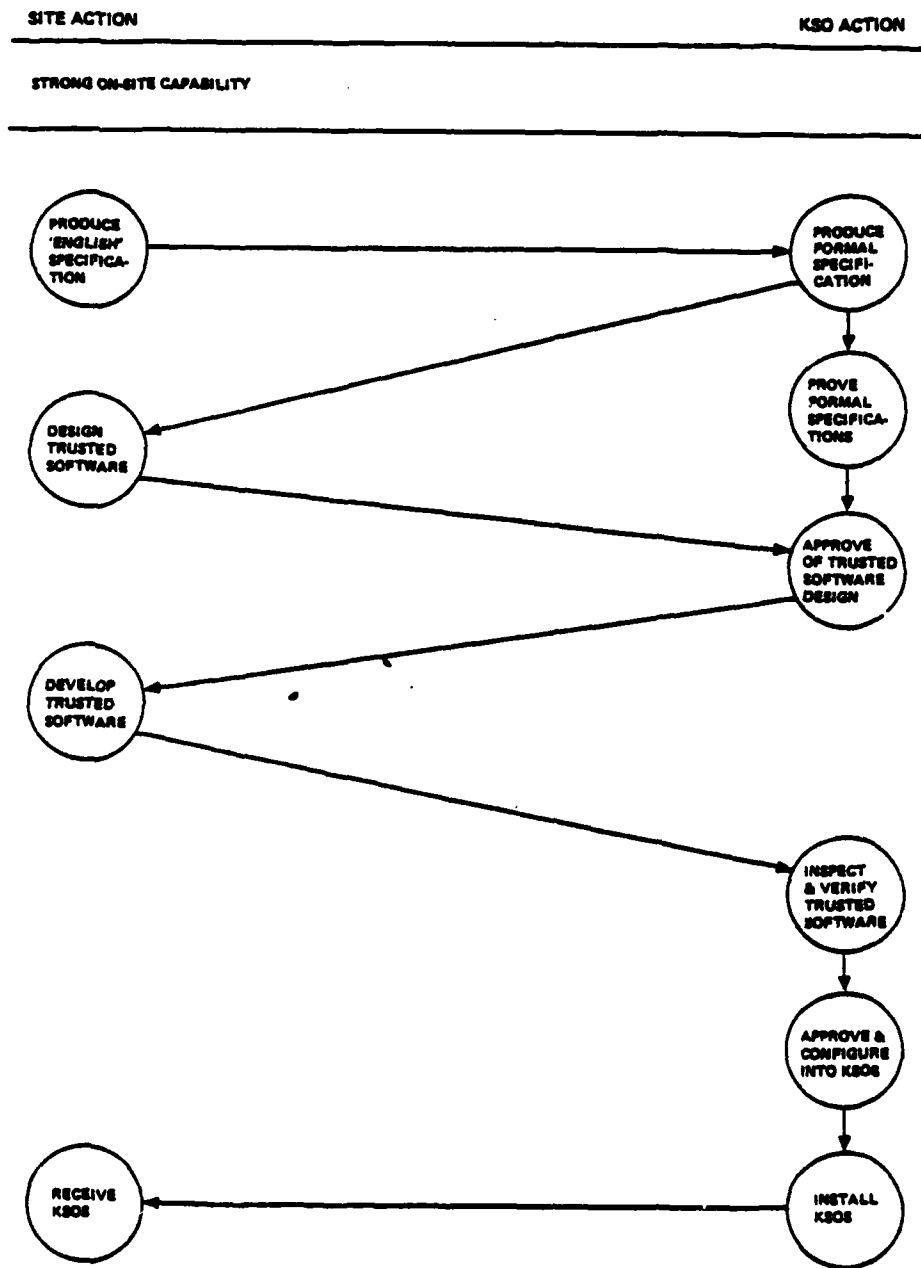 SITE ACTION
KSO ACTION
STRONG ON-SITE CAPABILITY
PRODUCE
'ENGLISH'
SPECIFICA-
TION
PRODUCE
FORMAL
SPECIFI-
CATION
PROVE
FORMAL
SPECIFICA-
TIONS
DESIGN
TRUSTED
SOFTWARE
APPROVE
OF TRUSTED
SOFTWARE
DESIGN
DEVELOP
TRUSTED
SOFTWARE
INSPECT
& VERIFY
TRUSTED
SOFTWARE
APPROVE &
CONFIGURE
INTO KSOS
RECEIVE
KSOS
INSTALL
KSOS